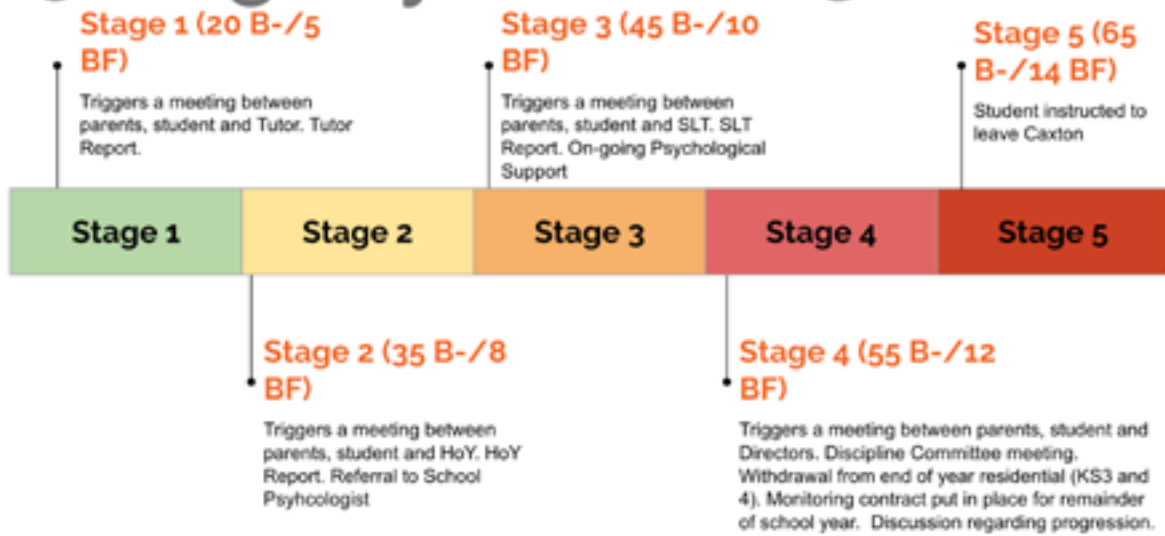 Stage 1 (20 B-/5
BF)
Triggers a meeting between
parents, student and Tutor. Tutor
Report.
Stage 3 (45 B-/10
BF)
Triggers a meeting between
parents, student and SLT. SLT
Report. On-going Psychological
Support
Stage 5 (65
B-/14 BF)
Student instructed to
leave Caxton
Stage 1
Stage 2
Stage 3
Stage 4
Stage 5
Stage 2 (35 B-/8
BF)
Triggers a meeting between
parents, student and HoY. HoY
Report. Referral to School
Psyhcologist
Stage 4 (55 B-/12
BF)
Triggers a meeting between parents, student and
Directors. Discipline Committee meeting.
Withdrawal from end of year residential (KS3 and
4). Monitoring contract put in place for remainder
of school year.  Discussion regarding progression.